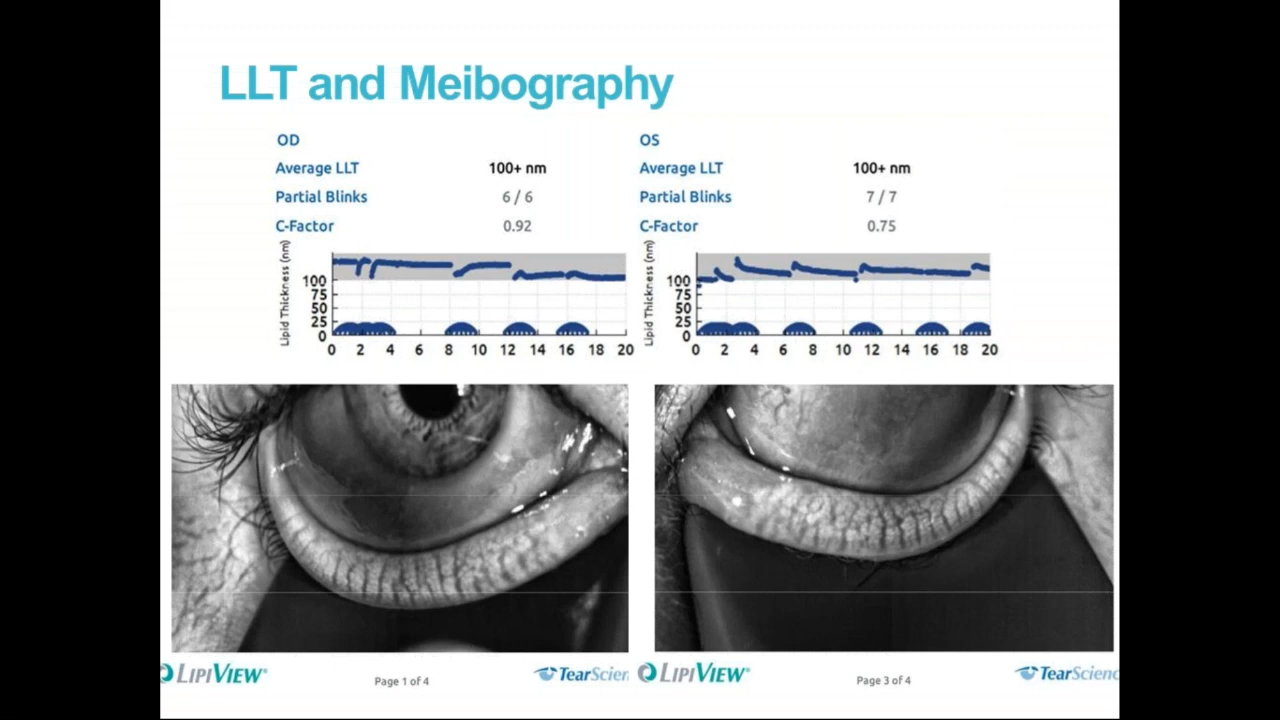 LLT and Meibography
OD
Average LLT 100+ nm
Partial Blinks 6 / 6
C-Factor 0.92
Lipid Thickness (nm)
100
75
50
25
0
0 2 4 6 8 10 12 14 16 18 20
OS
Average LLT 100+ nm
Partial Blinks 7 / 7
C-Factor 0.75
Lipid Thickness (nm)
100
75
50
25
0
0 2 4 6 8 10 12 14 16 18 20
LIPIVIEW®
Page 1 of 4
TearScien
LIPIVIEW®
Page 3 of 4
TearScienc